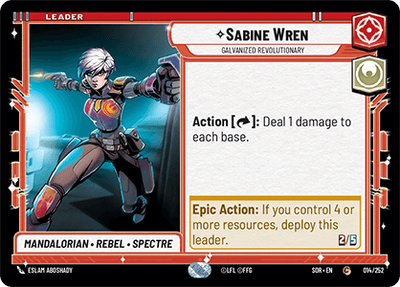 LEADER
✧SABINE WREN
GALVANIZED REVOLUTIONARY
Action [↷]: Deal 1 damage to
each base.
Epic Action: If you control 4 or
more resources, deploy this
leader.
2/5
MANDALORIAN • REBEL • SPECTRE
ESLAM ABOSHADY
©LFL ©FFG
SOR • EN
C
014/252